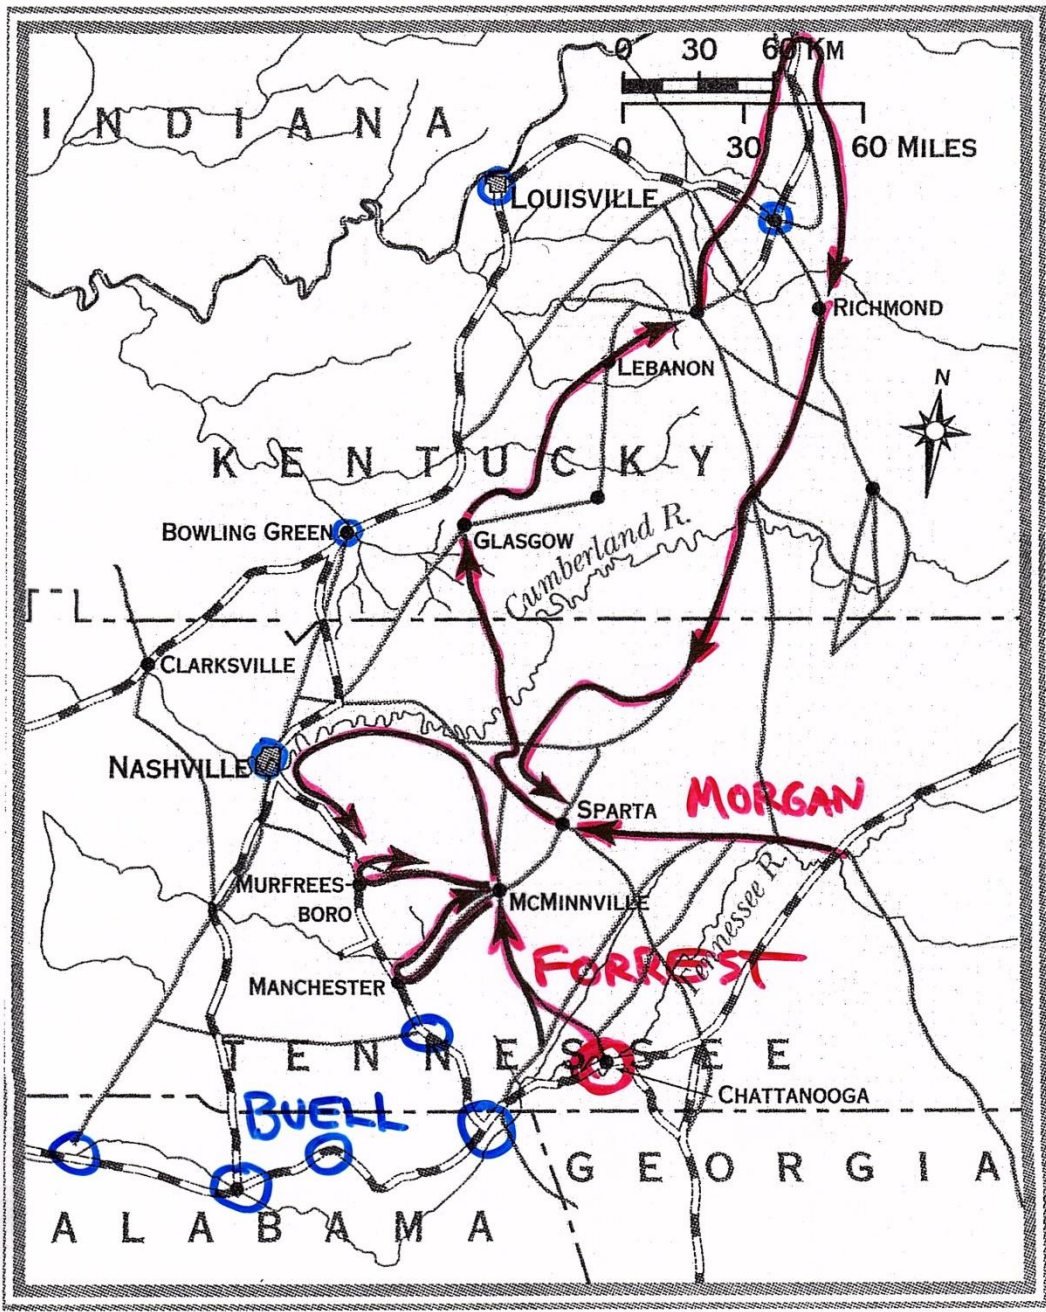 0 30 60 KM
0 30 60 MILES
INDIANA
LOUISVILLE
RICHMOND
LEBANON
N
KENTUCKY
BOWLING GREEN
GLASGOW
Cumberland R.
CLARKSVILLE
NASHVILLE
MORGAN
SPARTA
MURFREES-
BORO
MCMINNVILLE
Tennessee R.
FORREST
MANCHESTER
TENNESSEE
CHATTANOOGA
BUELL
GEORGIA
ALABAMA